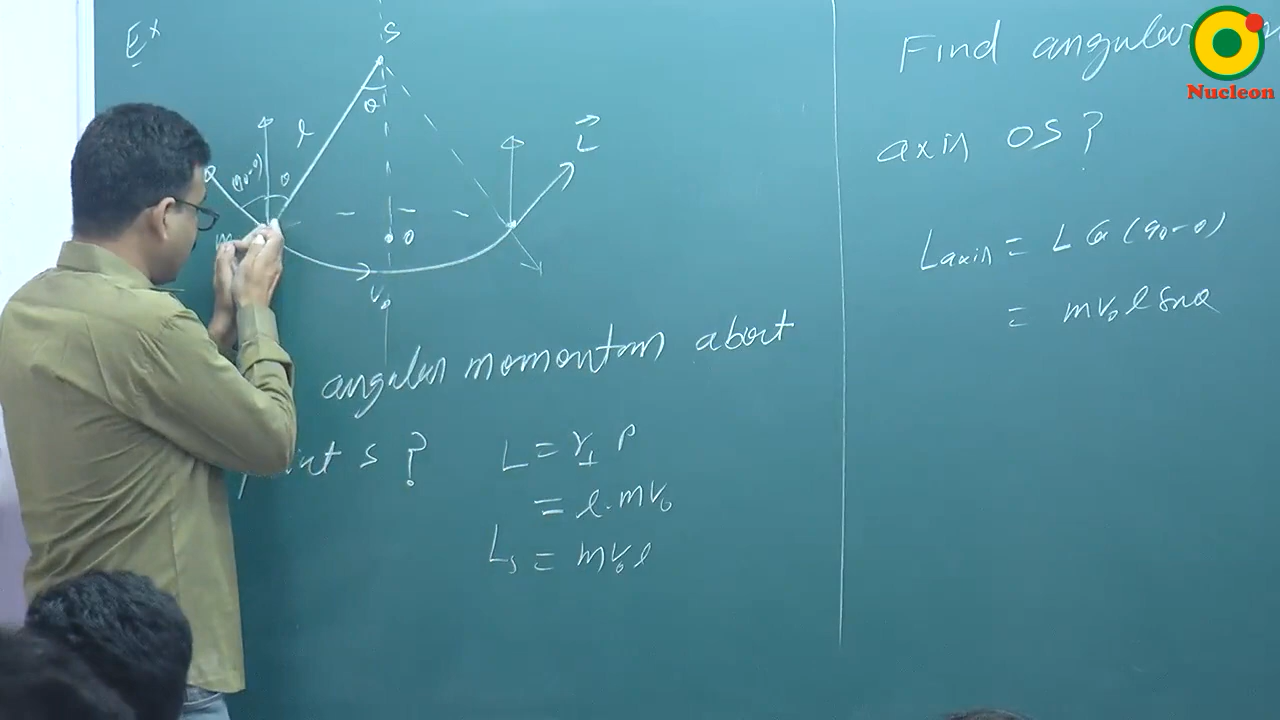 Ex
S
θ
l
(90-θ)
θ
L
m
O
v₀
angular momentum about
S ?
L = r⊥ P
= l.mv₀
Ls = mv₀l
Find angular
axis OS?
Laxis = L Cos (90-θ)
= mv₀l Sinθ
Nucleon